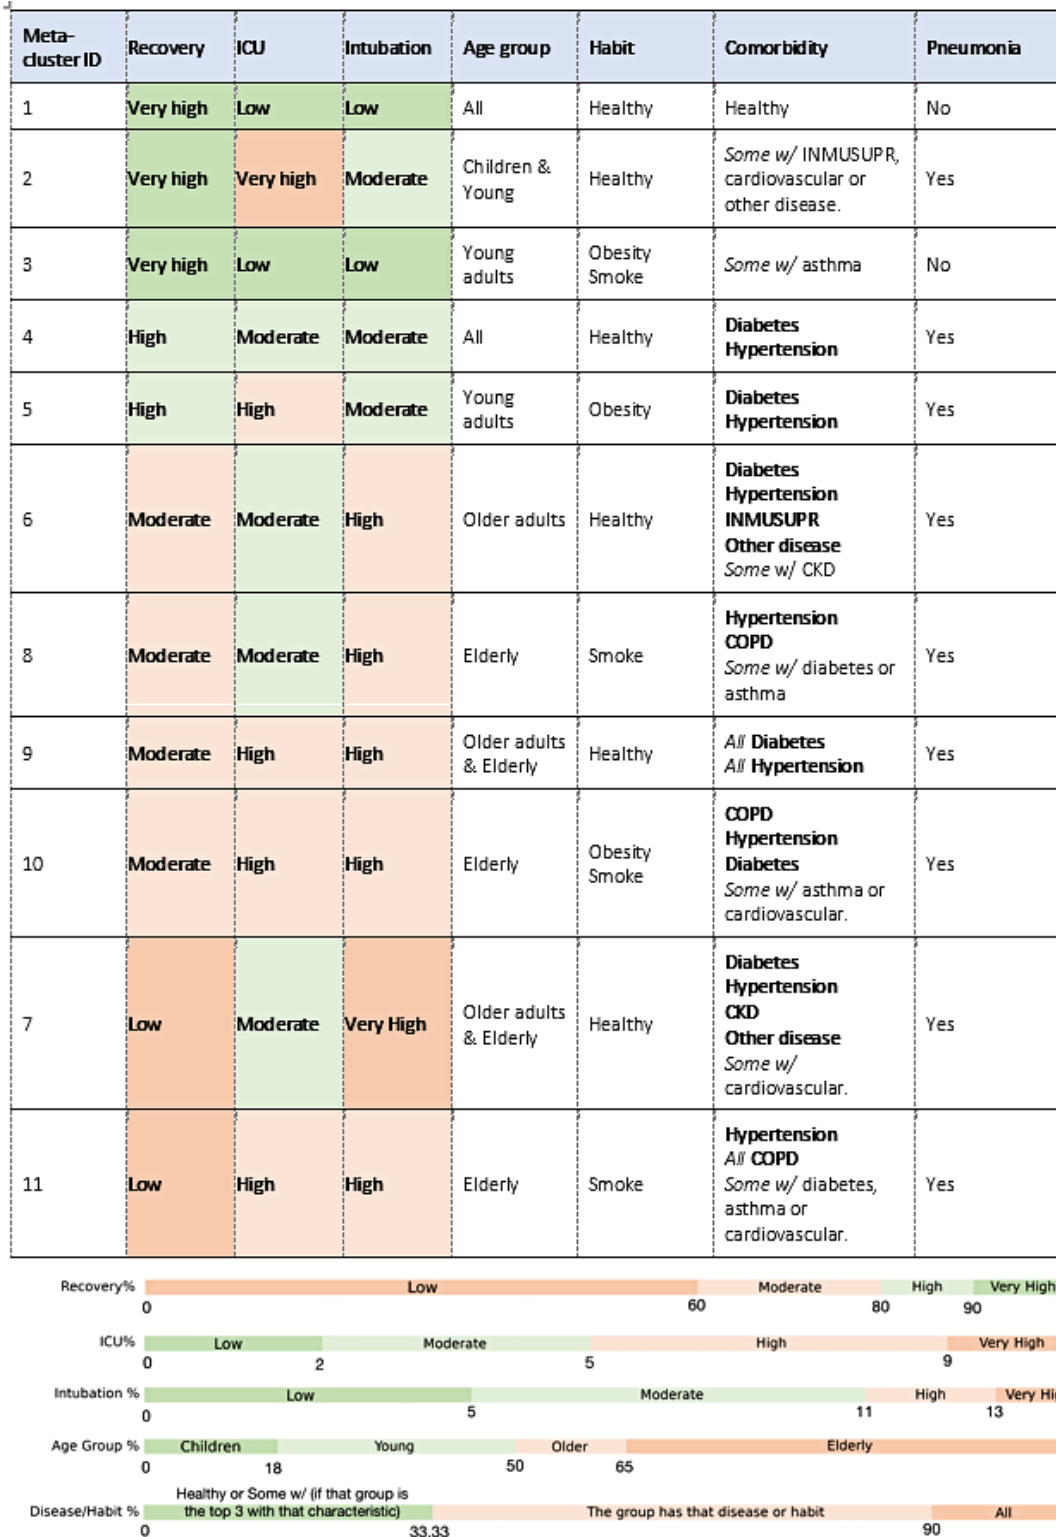 Meta-cluster ID Recovery ICU Intubation Age group Habit Comorbidity Pneumonia
1 Very high Low Low All Healthy Healthy No
2 Very high Very high Moderate Children & Young Healthy Some w/ INMUSUPR, cardiovascular or other disease. Yes
3 Very high Low Low Young adults Obesity Smoke Some w/ asthma No
4 High Moderate Moderate All Healthy Diabetes Hypertension Yes
5 High High Moderate Young adults Obesity Diabetes Hypertension Yes
6 Moderate Moderate High Older adults Healthy Diabetes Hypertension INMUSUPR Other disease Some w/ CKD Yes
8 Moderate Moderate High Elderly Smoke Hypertension COPD Some w/ diabetes or asthma Yes
9 Moderate High High Older adults & Elderly Healthy All Diabetes All Hypertension Yes
10 Moderate High High Elderly Obesity Smoke COPD Hypertension Diabetes Some w/ asthma or cardiovascular. Yes
7 Low Moderate Very High Older adults & Elderly Healthy Diabetes Hypertension CKD Other disease Some w/ cardiovascular. Yes
11 Low High High Elderly Smoke Hypertension All COPD Some w/ diabetes, asthma or cardiovascular. Yes
Recovery% Low Moderate High Very High
0 60 80 90
ICU% Low Moderate High Very High
0 2 5 9
Intubation % Low Moderate High Very Hi
0 5 11 13
Age Group % Children Young Older Elderly
0 18 50 65
Healthy or Some w/ (if that group is
Disease/Habit % the top 3 with that characteristic) The group has that disease or habit All
0 33.33 90